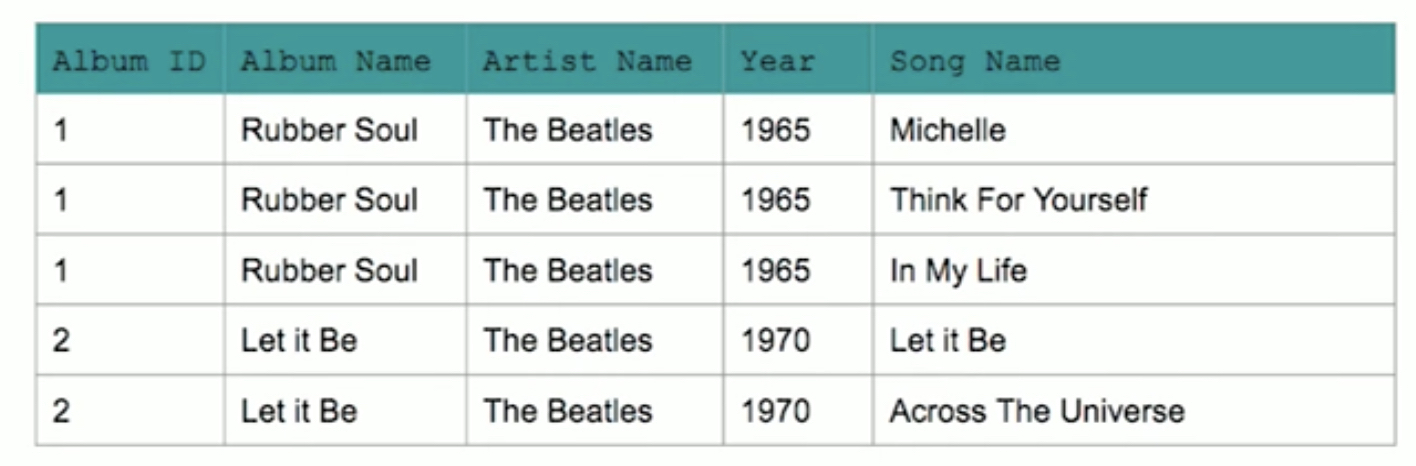 Album ID Album Name Artist Name Year Song Name
1 Rubber Soul The Beatles 1965 Michelle
1 Rubber Soul The Beatles 1965 Think For Yourself
1 Rubber Soul The Beatles 1965 In My Life
2 Let it Be The Beatles 1970 Let it Be
2 Let it Be The Beatles 1970 Across The Universe